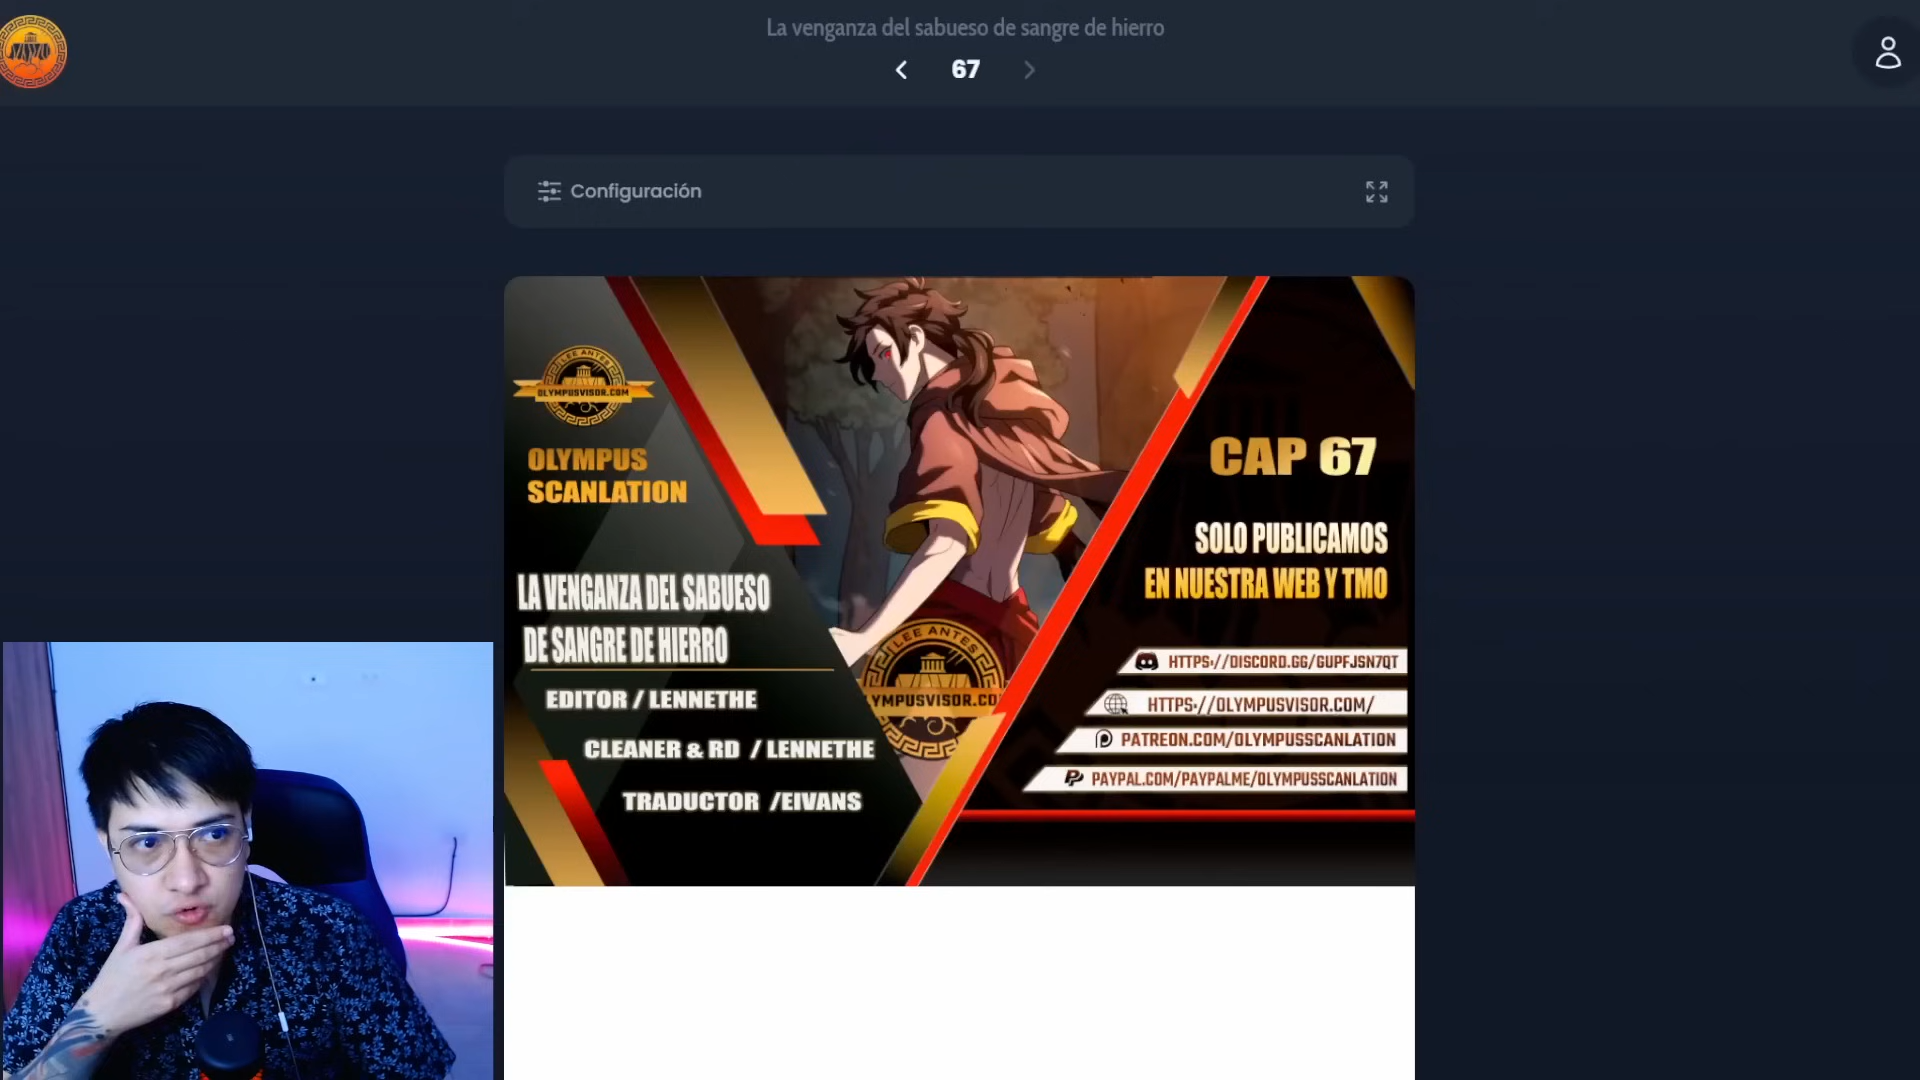 La venganza del sabueso de sangre de hierro
67
Configuración
LEE ANTES
OLYMPUSVISOR.COM
OLYMPUS
SCANLATION
LA VENGANZA DEL SABUESO
DE SANGRE DE HIERRO
EDITOR / LENNETHE
CLEANER & RD / LENNETHE
TRADUCTOR /EIVANS
LEE ANTES
YMPUSVISOR.CO
CAP 67
SOLO PUBLICAMOS
EN NUESTRA WEB Y TMO
HTTPS://DISCORD.GG/GUPFJSN7QT
HTTPS://OLYMPUSVISOR.COM/
PATREON.COM/OLYMPUSSCANLATION
PAYPAL.COM/PAYPALME/OLYMPUSSCANLATION